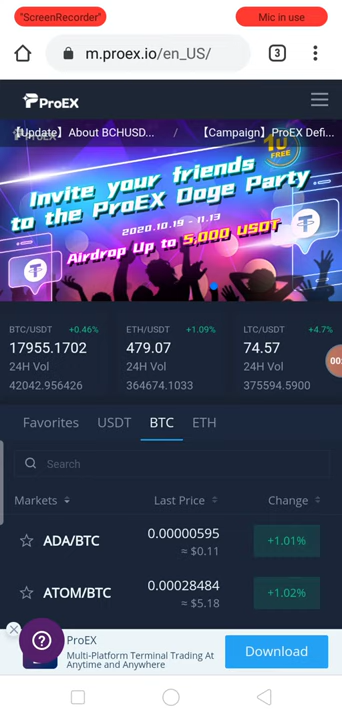 "ScreenRecorder"
Mic in use
m.proex.io/en_US/
3
ProEX
【Update】About BCHUSD... / 【Campaign】ProEX Defi...
1U
FREE
Invite your friends
to the ProEX Doge Party
2020.10.19 - 11.13
Airdrop Up to 5,000 USDT
BTC/USDT +0.46% ETH/USDT +1.09% LTC/USDT +4.7%
17955.1702 479.07 74.57
24H Vol 24H Vol 24H Vol
42042.956426 364674.1033 375594.5900
00:
Favorites USDT BTC ETH
Search
Markets Last Price Change
ADA/BTC 0.00000595 +1.01%
≈ $0.11
ATOM/BTC 0.00028484 +1.02%
≈ $5.18
ProEX
Multi-Platform Terminal Trading At
Anytime and Anywhere
Download